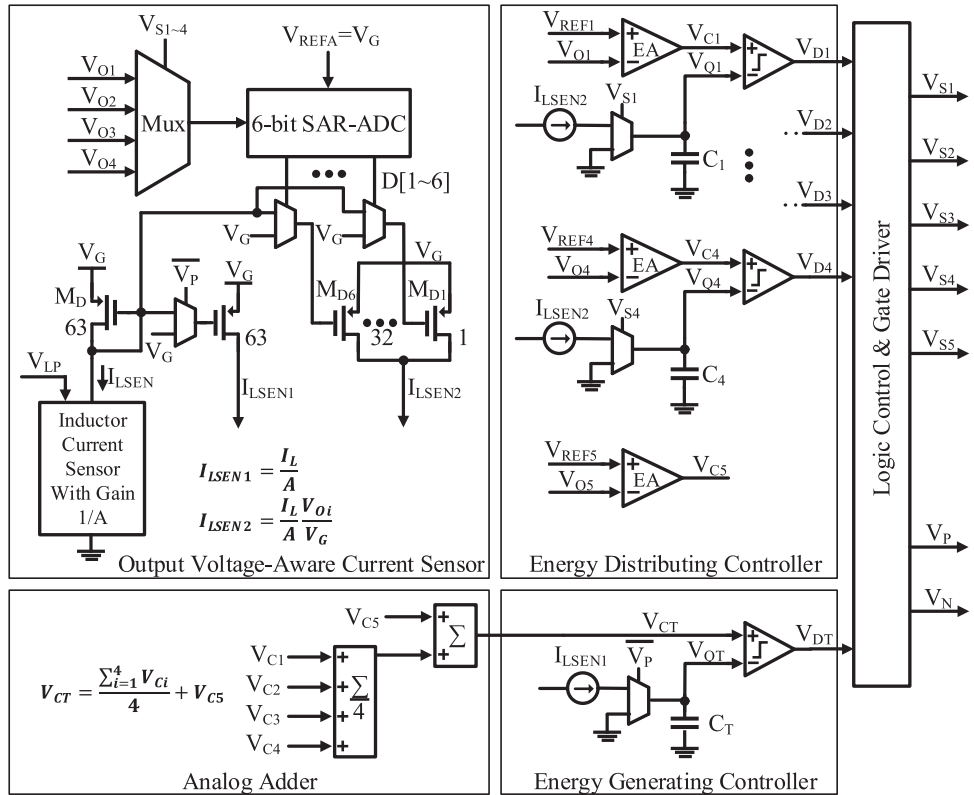 V_S1~4
V_REFA=V_G
V_O1
V_O2
V_O3
V_O4
Mux
6-bit SAR-ADC
D[1~6]
V_G
V_G
V_G
V_G
V̅_P
V_G
M_D
63
V_G
63
M_D6
M_D1
32
1
V_LP
I_LSEN
I_LSEN1
I_LSEN2
Inductor
Current
Sensor
With Gain
1/A
I_LSEN1 = I_L/A
I_LSEN2 = I_L/A V_Oi/V_G
Output Voltage-Aware Current Sensor
V_REF1
V_O1
+
−
EA
V_C1
V_Q1
+
−
V_D1
I_LSEN2
V_S1
C_1
V_D2
V_D3
V_REF4
V_O4
+
−
EA
V_C4
V_Q4
+
−
V_D4
I_LSEN2
V_S4
C_4
V_REF5
V_O5
+
−
EA
V_C5
Energy Distributing Controller
Logic Control & Gate Driver
V_S1
V_S2
V_S3
V_S4
V_S5
V_P
V_N
V_CT = ∑_{i=1}^{4} V_Ci/4 + V_C5
V_C5
+
+
∑
V_C1
V_C2
V_C3
V_C4
+
+
+
+
∑
4
Analog Adder
V_CT
V_QT
+
−
V_DT
I_LSEN1
V̅_P
C_T
Energy Generating Controller